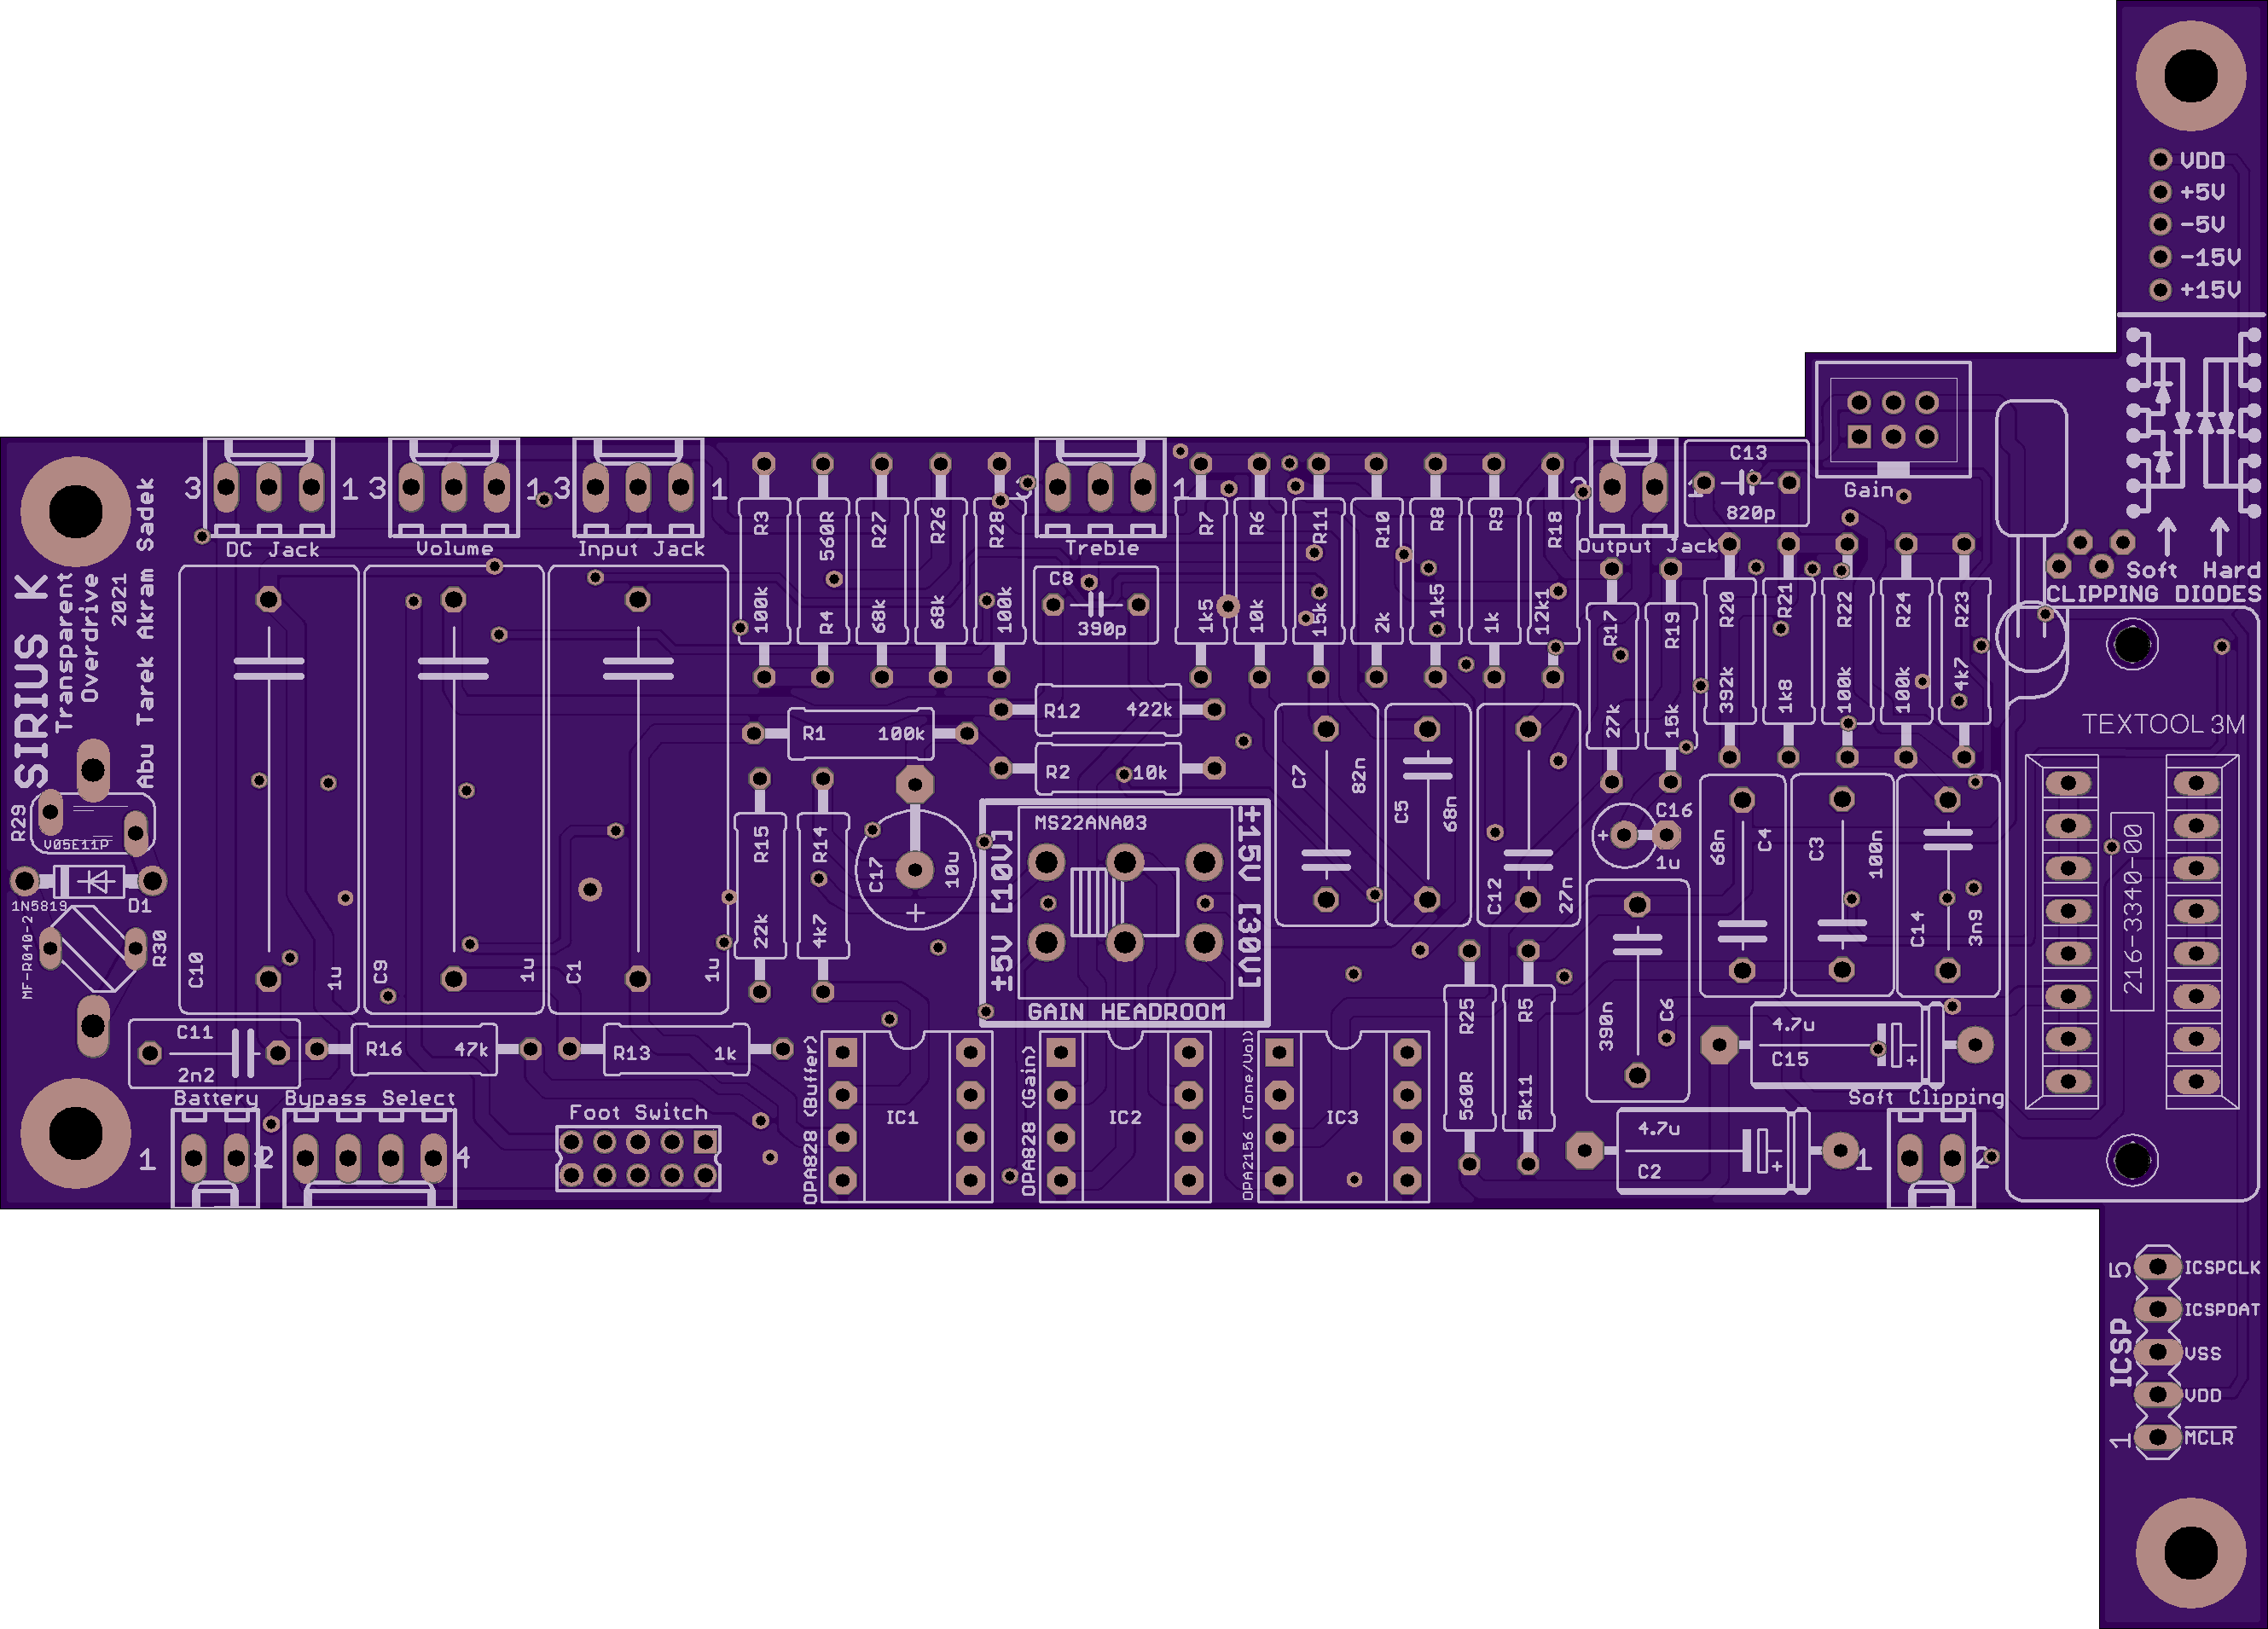 VDD
+5V
-5V
-15V
+15V
Soft Hard
CLIPPING DIODES
SIRIUS K
Transparent
Overdrive
2021
Abu Tarek Akram Sadek
3 1
DC Jack
3 1
Volume
3 1
Input Jack
R3 100k
560R R4
R27 68k
R26 68k
R28 100k
1
Treble
C8
390p
R7 1k5
R6 10k
R11 15k
R10 2k
R8 1k5
R9 1k
R18 12k1
Output Jack
C13
820p
Gain
R17 27k
R19 15k
R20 392k
R21 1k8
R22 100k
R24 100k
R23 4k7
R12 422k
R1 100k
R2 10k
R29
V05E11P
1N5819
D1
MF-R040-2
R30
C10 1u
C9 1u
C1 1u
R15 22k
R14 4k7
C17 10u
+
MS22ANA03
±5V [10V]
±15V [30V]
GAIN HEADROOM
C7 82n
C5 68n
C12 27n
+
C16
1u
68n C4
C3 100n
C14 3n9
390n C6
TEXTOOL 3M
216-3340-00
C11
2n2
R16 47k
R13 1k
R25 560R
R5 5k11
4.7u
C15
+
4.7u
C2
+
Battery
1 2
Bypass Select
4
Foot Switch
OPA828 (Buffer)
IC1
OPA828 (Gain)
IC2
OPA2156 (Tone/Vol)
IC3
Soft Clipping
1 2
ICSP
5
ICSPCLK
ICSPDAT
VSS
VDD
1
MCLR